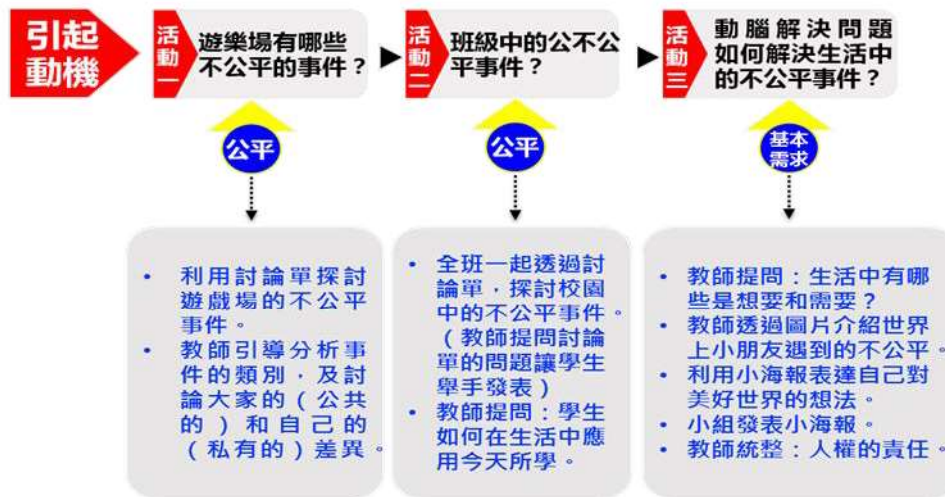 引起
動機
活動一
遊樂場有哪些
不公平的事件？
活動二
班級中的公不公
平事件？
活動三
動腦解決問題
如何解決生活中
的不公平事件？
公平
公平
基本
需求
• 利用討論單探討
遊戲場的不公平
事件。
• 教師引導分析事
件的類別，及討
論大家的（公共
的）和自己的
（私有的）差異。
• 全班一起透過討
論單，探討校園
中的不公平事件。
（教師提問討論
單的問題讓學生
舉手發表）
• 教師提問：學生
如何在生活中應
用今天所學。
• 教師提問：生活中有哪
些是想要和需要？
• 教師透過圖片介紹世界
上小朋友遇到的不公平。
• 利用小海報表達自己對
美好世界的想法。
• 小組發表小海報。
• 教師統整：人權的責任。